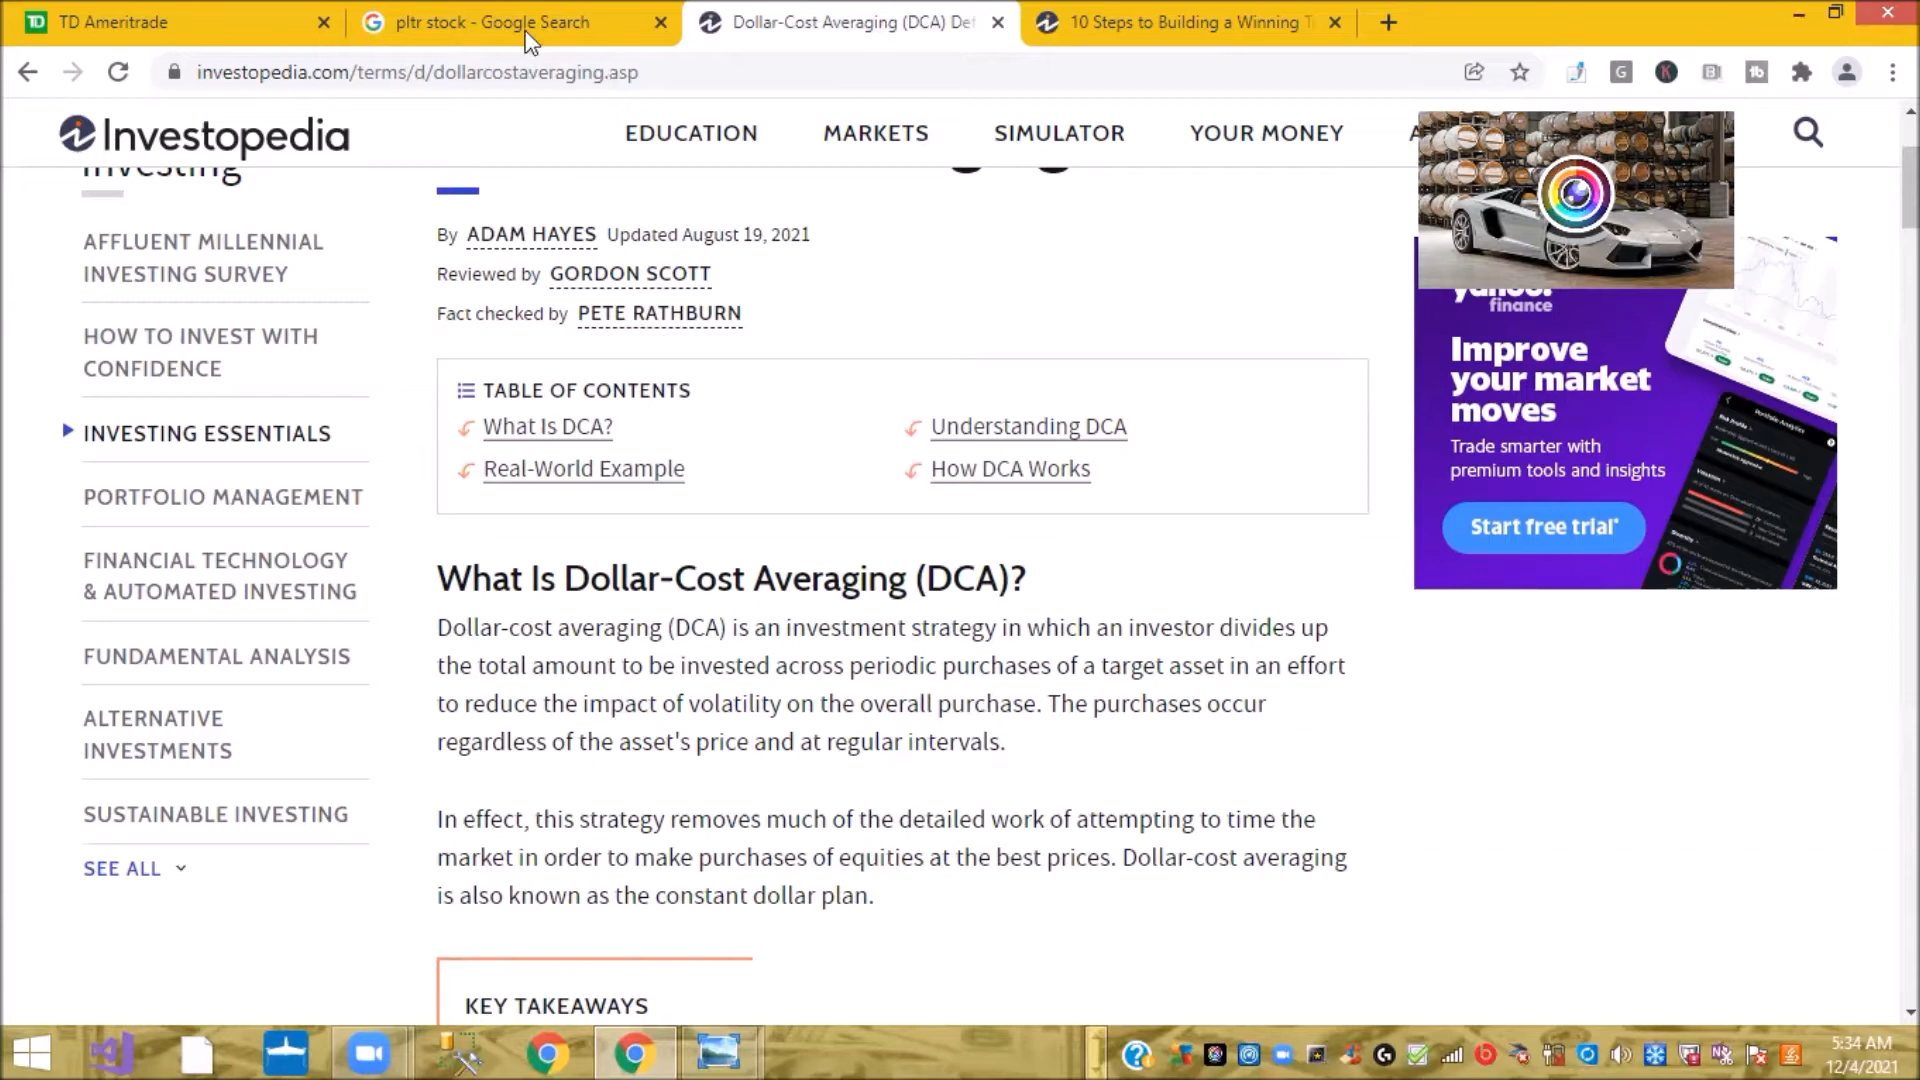 TD Ameritrade
pltr stock - Google Search
Dollar-Cost Averaging (DCA) Def
10 Steps to Building a Winning T
investopedia.com/terms/d/dollarcostaveraging.asp
Investopedia
EDUCATION
MARKETS
SIMULATOR
YOUR MONEY
Investing
AFFLUENT MILLENNIAL
INVESTING SURVEY
HOW TO INVEST WITH
CONFIDENCE
INVESTING ESSENTIALS
PORTFOLIO MANAGEMENT
FINANCIAL TECHNOLOGY
& AUTOMATED INVESTING
FUNDAMENTAL ANALYSIS
ALTERNATIVE
INVESTMENTS
SUSTAINABLE INVESTING
SEE ALL
By ADAM HAYES Updated August 19, 2021
Reviewed by GORDON SCOTT
Fact checked by PETE RATHBURN
TABLE OF CONTENTS
What Is DCA?
Understanding DCA
Real-World Example
How DCA Works
What Is Dollar-Cost Averaging (DCA)?
Dollar-cost averaging (DCA) is an investment strategy in which an investor divides up
the total amount to be invested across periodic purchases of a target asset in an effort
to reduce the impact of volatility on the overall purchase. The purchases occur
regardless of the asset's price and at regular intervals.
In effect, this strategy removes much of the detailed work of attempting to time the
market in order to make purchases of equities at the best prices. Dollar-cost averaging
is also known as the constant dollar plan.
KEY TAKEAWAYS
yahoo!
finance
Improve
your market
moves
Trade smarter with
premium tools and insights
Start free trial*
5:34 AM
12/4/2021